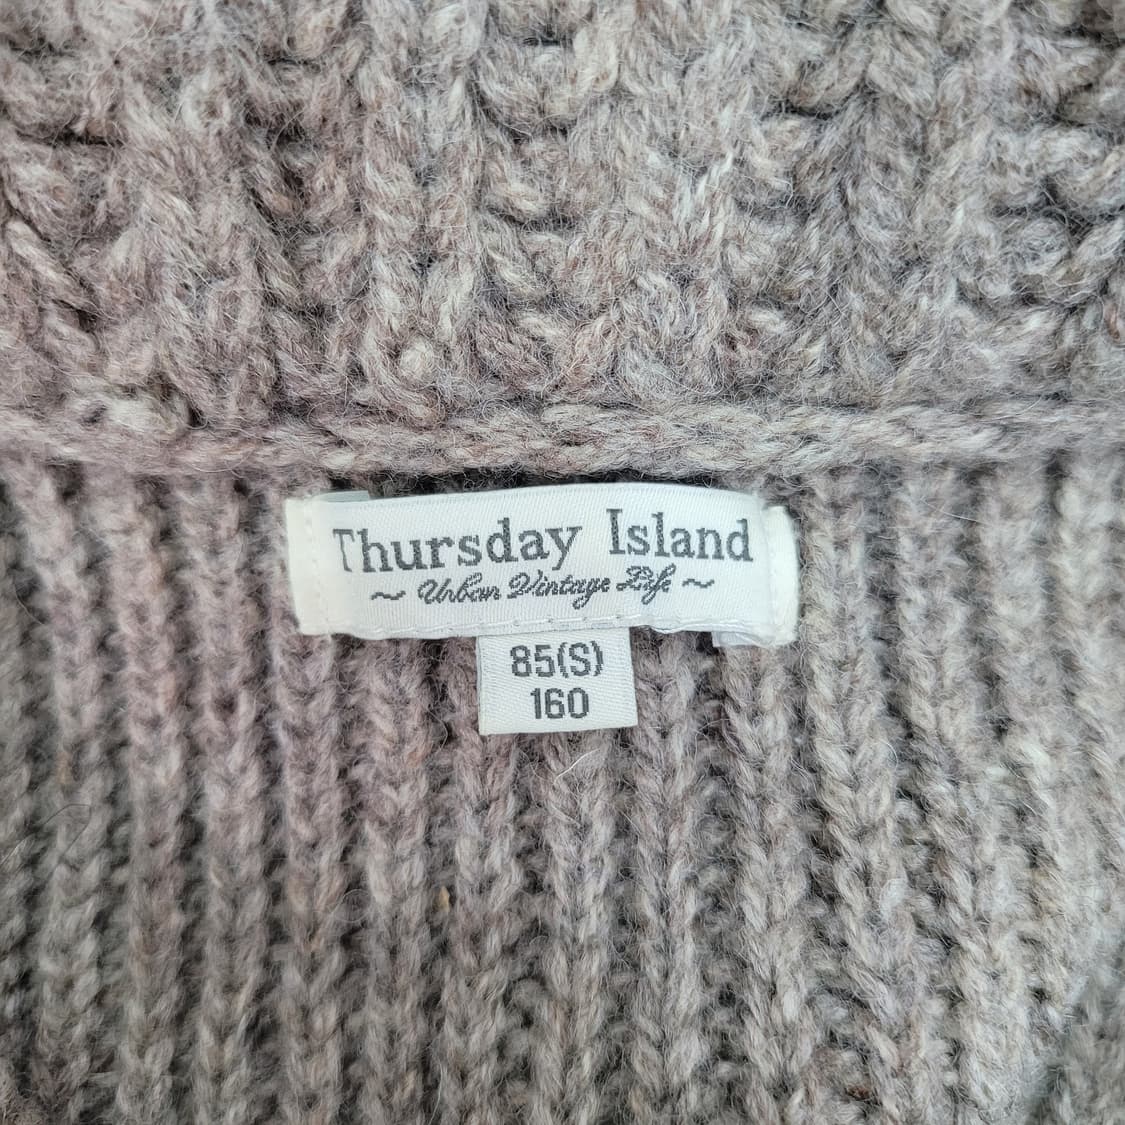 Thursday Island
~ Urban Vintage Life ~
85(S)
160